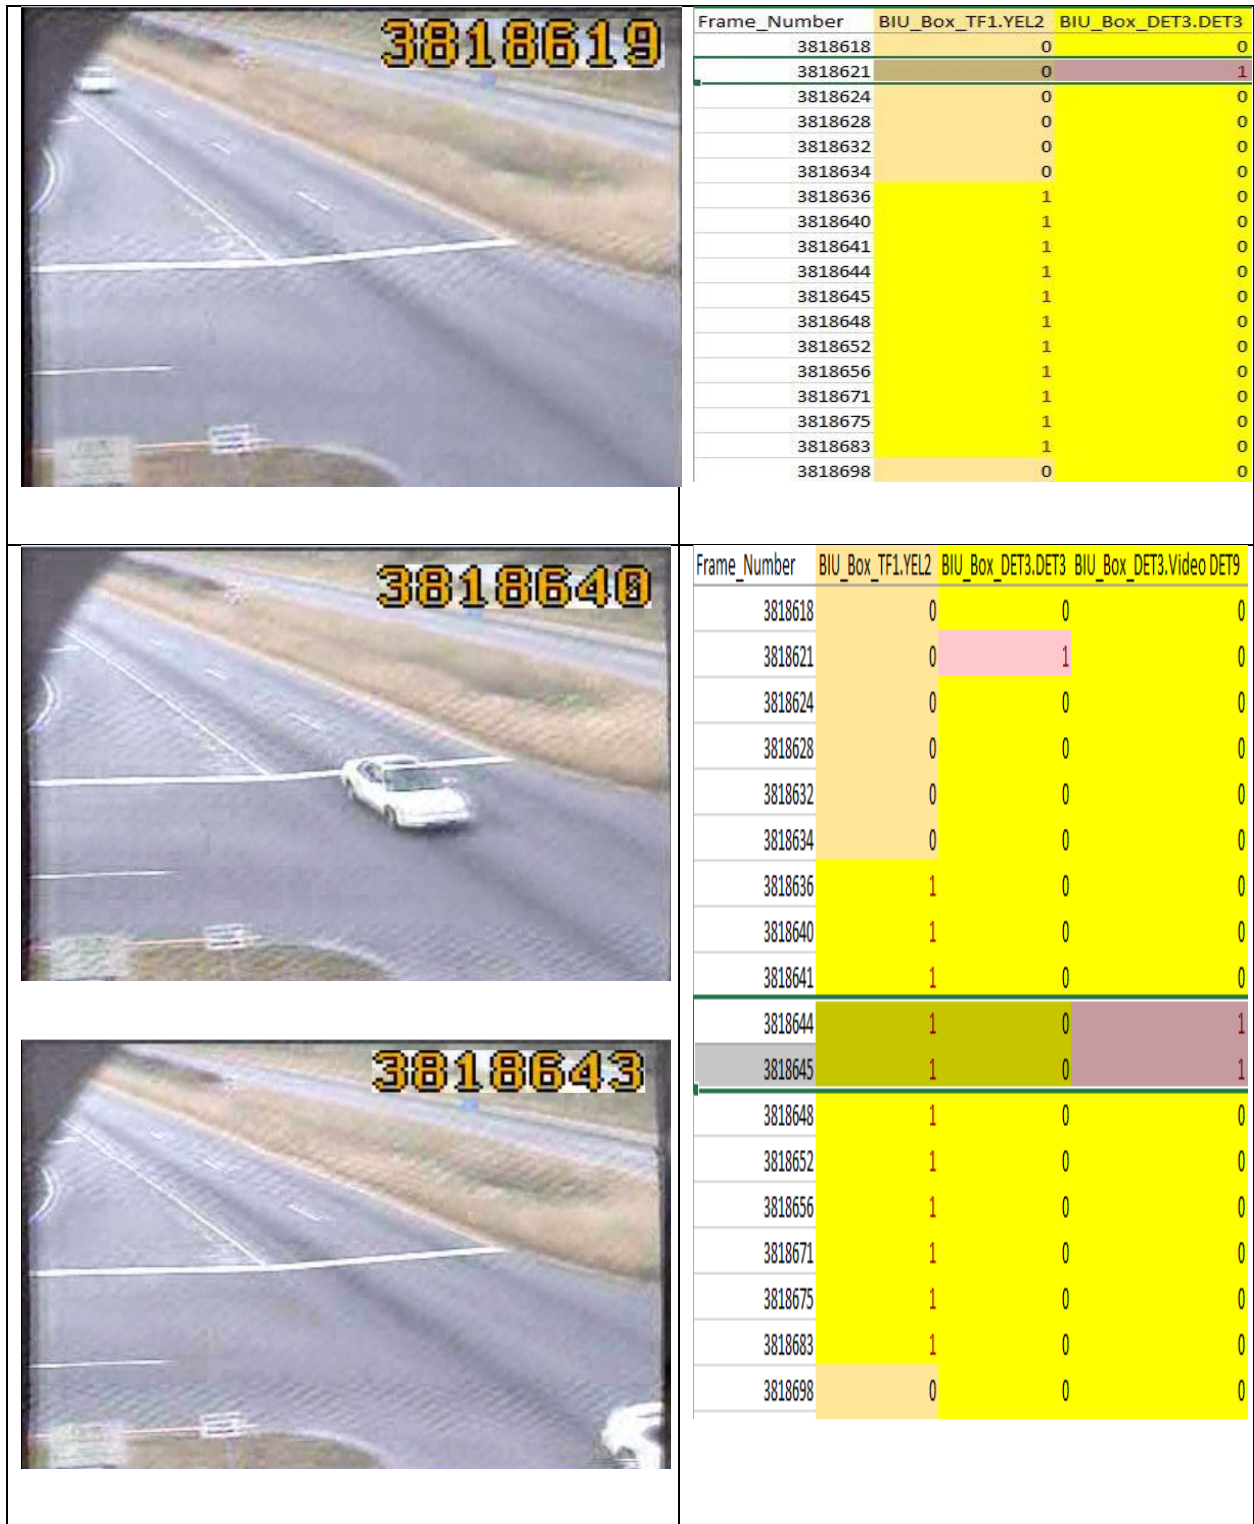 3818619
Frame_Number BIU_Box_TF1.YEL2 BIU_Box_DET3.DET3
3818618 0 0
3818621 0 1
3818624 0 0
3818628 0 0
3818632 0 0
3818634 0 0
3818636 1 0
3818640 1 0
3818641 1 0
3818644 1 0
3818645 1 0
3818648 1 0
3818652 1 0
3818656 1 0
3818671 1 0
3818675 1 0
3818683 1 0
3818698 0 0
3818640
3818643
Frame_Number BIU_Box_TF1.YEL2 BIU_Box_DET3.DET3 BIU_Box_DET3.Video DET9
3818618 0 0 0
3818621 0 1 0
3818624 0 0 0
3818628 0 0 0
3818632 0 0 0
3818634 0 0 0
3818636 1 0 0
3818640 1 0 0
3818641 1 0 0
3818644 1 0 1
3818645 1 0 1
3818648 1 0 0
3818652 1 0 0
3818656 1 0 0
3818671 1 0 0
3818675 1 0 0
3818683 1 0 0
3818698 0 0 0